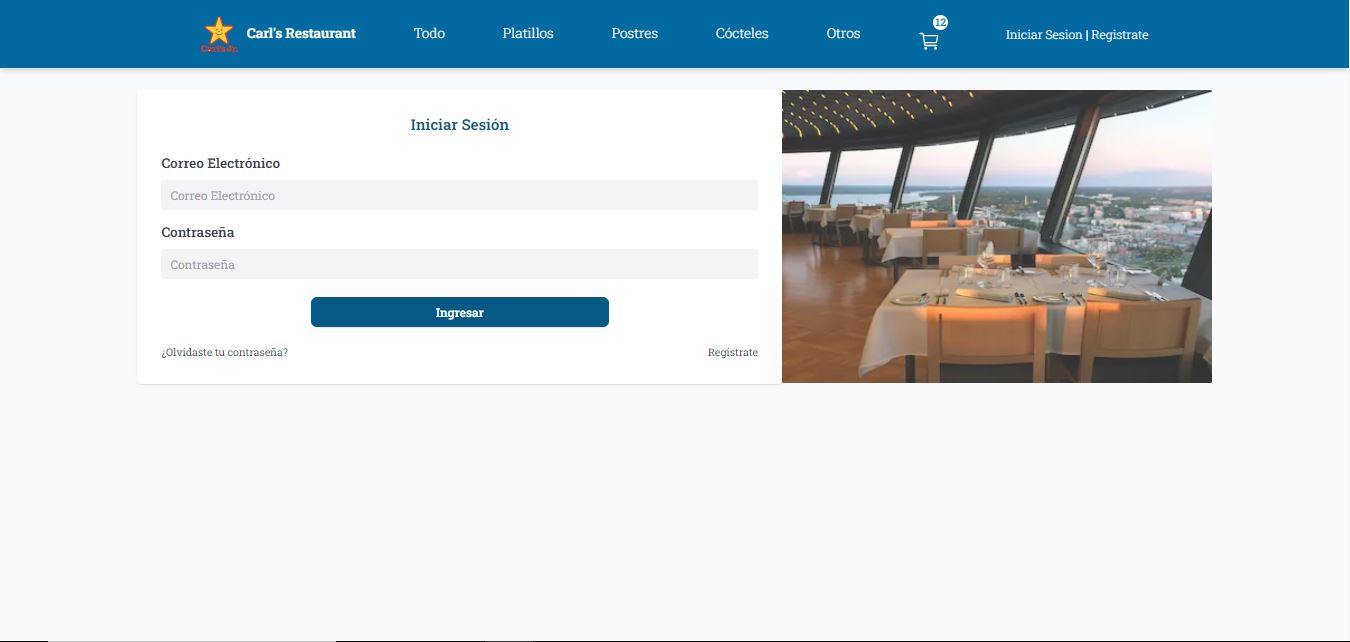 Carl's Jr.
Carl's Restaurant
Todo
Platillos
Postres
Cócteles
Otros
12
Iniciar Sesion | Registrate
Iniciar Sesión
Correo Electrónico
Correo Electrónico
Contraseña
Contraseña
Ingresar
¿Olvidaste tu contraseña?
Regístrate